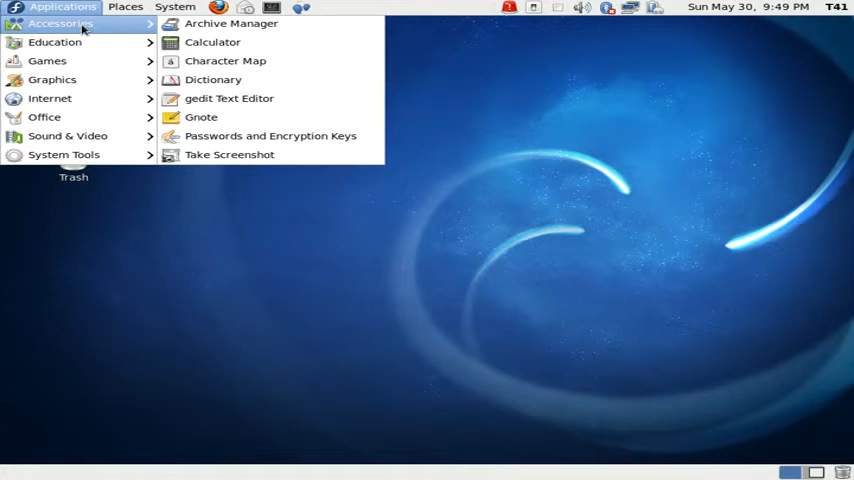 Applications Places System Sun May 30, 9:49 PM T41
Accessories
Education
Games
Graphics
Internet
Office
Sound & Video
System Tools
Archive Manager
Calculator
Character Map
Dictionary
gedit Text Editor
Gnote
Passwords and Encryption Keys
Take Screenshot
Trash